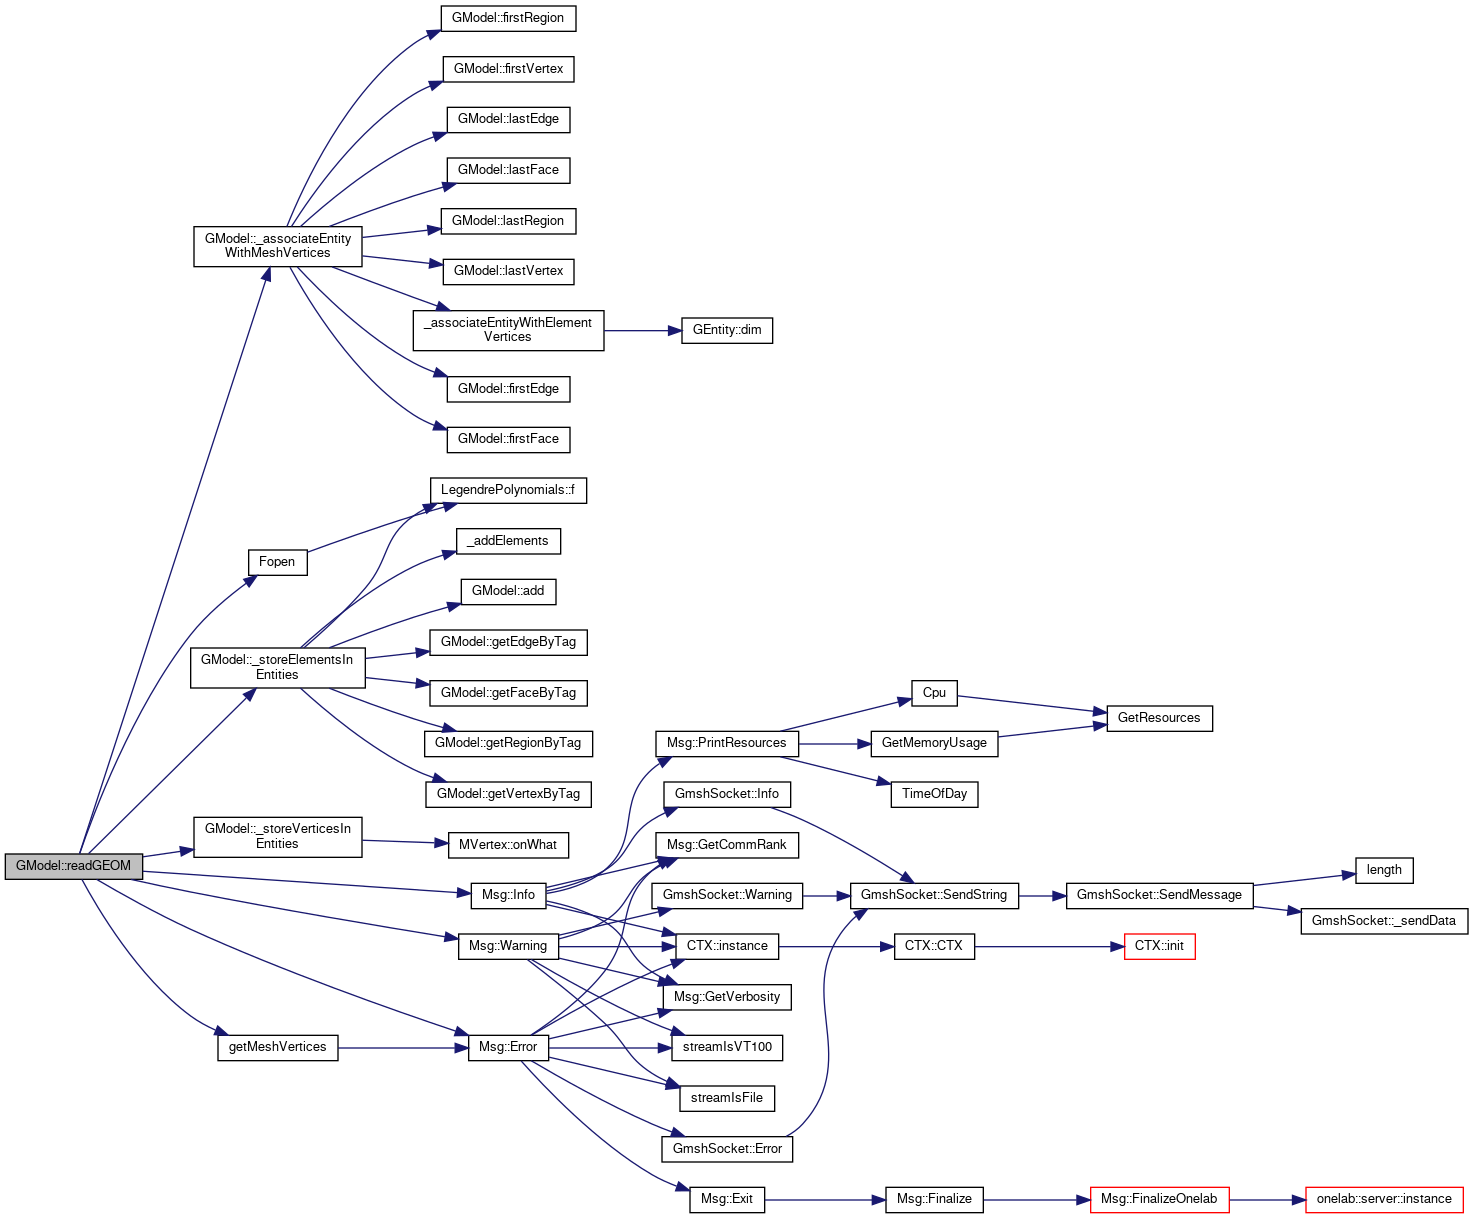 GModel::firstRegion
GModel::firstVertex
GModel::lastEdge
GModel::lastFace
GModel::lastRegion
GModel::_associateEntity
WithMeshVertices
GModel::lastVertex
_associateEntityWithElement
Vertices
GEntity::dim
GModel::firstEdge
GModel::firstFace
LegendrePolynomials::f
_addElements
Fopen
GModel::add
GModel::getEdgeByTag
GModel::_storeElementsIn
Entities
GModel::getFaceByTag
GModel::getRegionByTag
GModel::getVertexByTag
Cpu
GetResources
Msg::PrintResources
GetMemoryUsage
TimeOfDay
GmshSocket::Info
GModel::_storeVerticesIn
Entities
MVertex::onWhat
Msg::GetCommRank
GModel::readGEOM
Msg::Info
GmshSocket::Warning
GmshSocket::SendString
GmshSocket::SendMessage
length
GmshSocket::_sendData
Msg::Warning
CTX::instance
CTX::CTX
CTX::init
Msg::GetVerbosity
getMeshVertices
Msg::Error
streamIsVT100
streamIsFile
GmshSocket::Error
Msg::Exit
Msg::Finalize
Msg::FinalizeOnelab
onelab::server::instance